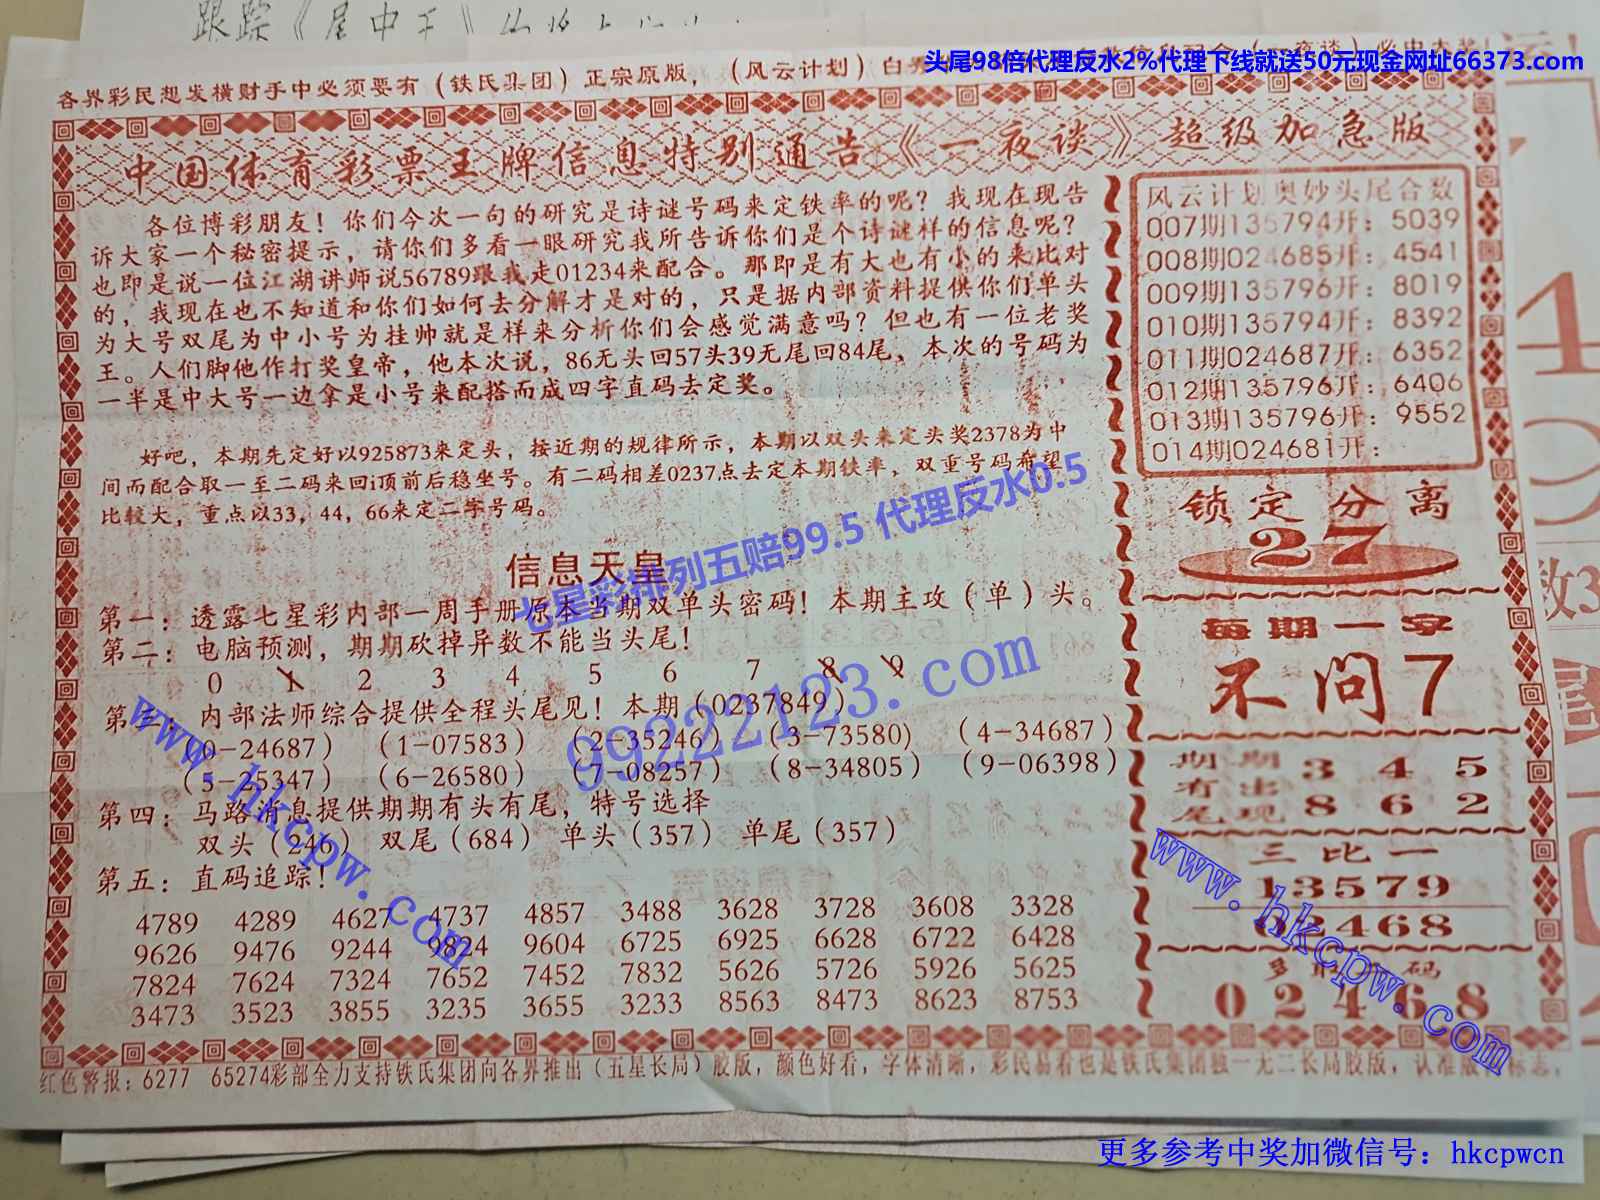 跟踪《尾中王》
头尾98倍代理反水2%代理下线就送50元现金网址66373.com
各界彩民想发横财手中必须要有（铁氏集团）正宗原版，（风云计划）白
中国体育彩票王牌信息特别通告《一夜谈》超级加急版
各位博彩朋友！你们今次一句的研究是诗谜号码来定铁率的呢？我现在现告
诉大家一个秘密提示，请你们多看一眼研究我所告诉你们是个诗谜样的信息呢？
也即是说一位江湖讲师说56789跟我走01234来配合。那即是有大也有小的来比对
的，我现在也不知道和你们如何去分解才是对的，只是据内部资料提供你们单头
为大号双尾为中小号为挂帅就是样来分析你们会感觉满意吗？但也有一位老奖
王。人们脚他作打奖皇帝，他本次说，86无头回57头39无尾回84尾，本次的号码为
一半是中大号一边拿是小号来配搭而成四字直码去定奖。
好吧，本期先定好以925873来定头，按近期的规律所示，本期以双头来定头奖2378为中
间而配合取一至二码来回i顶前后稳坐号。有二码相差0237点去定本期铁率，双重号码希望
比较大，重点以33，44，66来定二字号码。
信息天皇
七星彩排列五赔99.5 代理反水0.5
第一：透露七星彩内部一周手册原本当期双单头密码！本期主攻（单）头。
第二：电脑预测，期期砍掉异数不能当头尾！
0 1 2 3 4 5 6 7 8 9
第三：内部法师综合提供全程头尾见！本期（0237849）
（0-24687）（1-07583）（2-35246）（3-73580）（4-34687）
（5-25347）（6-26580）（7-08257）（8-34805）（9-06398）
第四：马路消息提供期期有头有尾，特号选择
双头（246）双尾（684）单头（357）单尾（357）
第五：直码追踪！
4789 4289 4627 4737 4857 3488 3628 3728 3608 3328
9626 9476 9244 9824 9604 6725 6925 6628 6722 6428
7824 7624 7324 7652 7452 7832 5626 5726 5926 5625
3473 3523 3855 3235 3655 3233 8563 8473 8623 8753
99222123.com
www.hkcpw.com
风云计划奥妙头尾合数
007期135794开：5039
008期024685开：4541
009期135796开：8019
010期135794开：8392
011期024687开：6352
012期135796开：6406
013期135796开：9552
014期024681开：
锁定分离
27
每期一字
不问7
期期 3 4 5
有出
尾现 8 6 2
三比一
13579
02468
码
0 2 4 6 8
www.hkcpw.com
红色警报：6277 65274彩部全力支持铁氏集团向各界推出（五星长局）胶版，颜色好看，字体清晰，彩民易看也是铁氏集团独一无二长局胶版，认准版 标志，
更多参考中奖加微信号：hkcpwcn